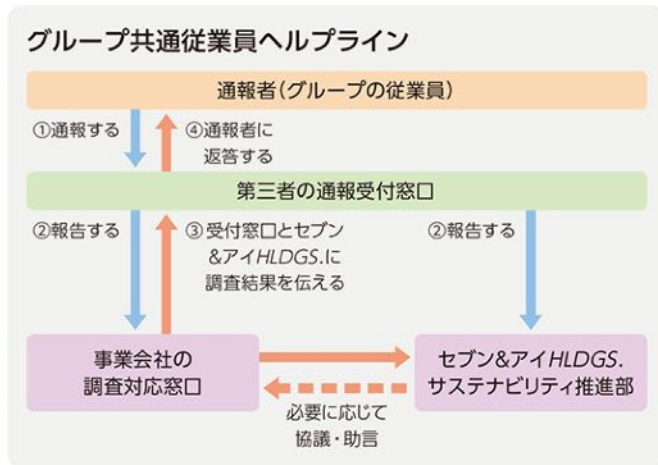 グループ共通従業員ヘルプライン
通報者(グループの従業員)
①通報する
④通報者に
返答する
第三者の通報受付窓口
②報告する
③受付窓口とセブン
&アイHLDGS.に
調査結果を伝える
②報告する
事業会社の
調査対応窓口
セブン&アイHLDGS.
サステナビリティ推進部
必要に応じて
協議・助言